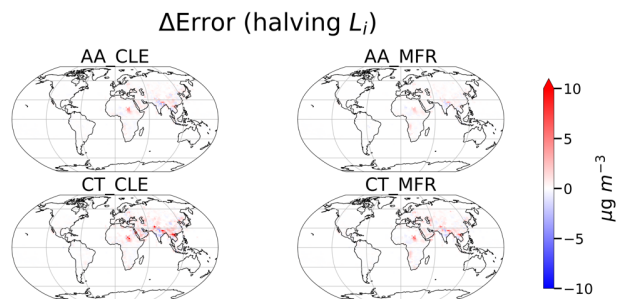 ΔError (halving L_i)
AA_CLE
AA_MFR
CT_CLE
CT_MFR
10
5
0
−5
−10
μg m⁻³